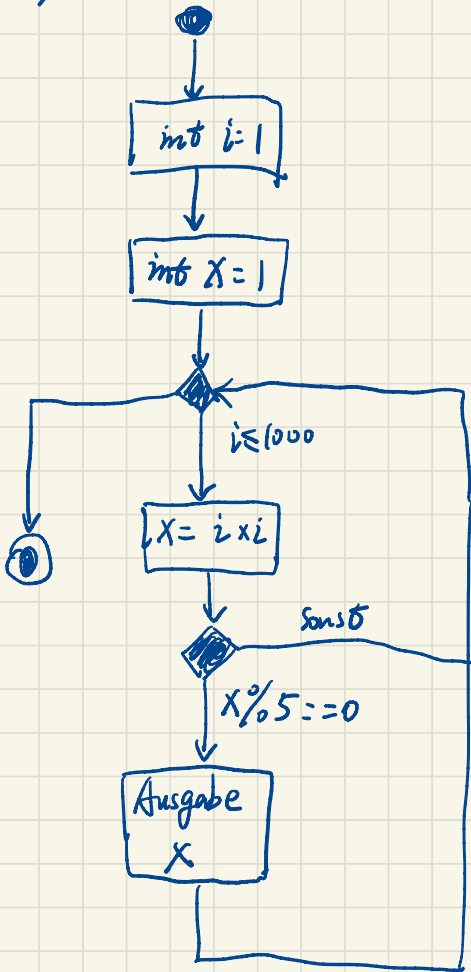 int i=1
int X=1
i≤1000
X= i×i
sonst
X%5==0
Ausgabe
X